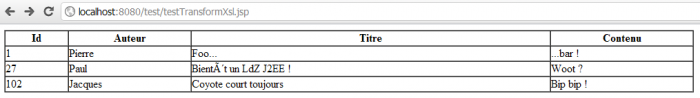 localhost:8080/test/testTransformXsl.jsp
Id Auteur Titre Contenu
1 Pierre Foo... ...bar !
27 Paul BientÃ´t un LdZ J2EE ! Woot ?
102 Jacques Coyote court toujours Bip bip !